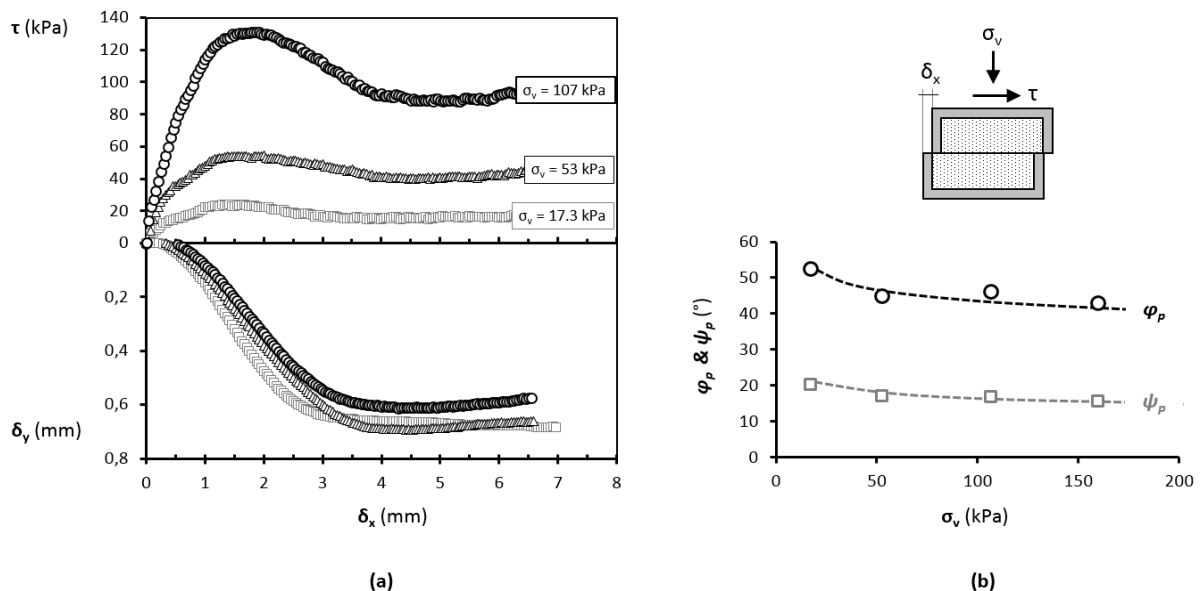 τ (kPa)
140
120
100
80
60
40
20
0
σv = 107 kPa
σv = 53 kPa
σv = 17.3 kPa
0,2
0,4
0,6
0,8
δy (mm)
0 1 2 3 4 5 6 7 8
δx (mm)
(a)
σv
δx
τ
60
50
40
30
20
10
0
φp & ψp (°)
φp
ψp
0 50 100 150 200
σv (kPa)
(b)